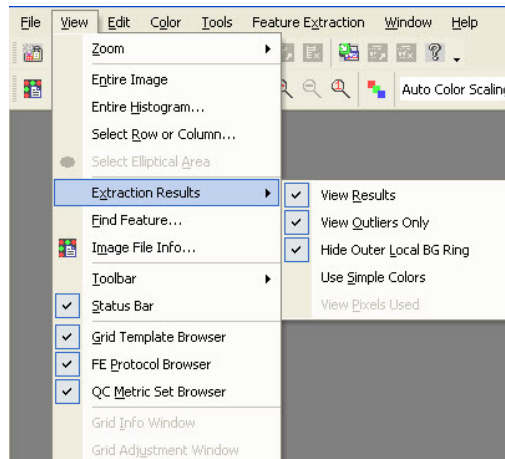 File View Edit Color Tools Feature Extraction Window Help
Zoom
Entire Image
Auto Color Scaling
Entire Histogram...
Select Row or Column...
Select Elliptical Area
Extraction Results
View Results
Find Feature...
View Outliers Only
Image File Info...
Hide Outer Local BG Ring
Toolbar
Use Simple Colors
Status Bar
View Pixels Used
Grid Template Browser
FE Protocol Browser
QC Metric Set Browser
Grid Info Window
Grid Adjustment Window